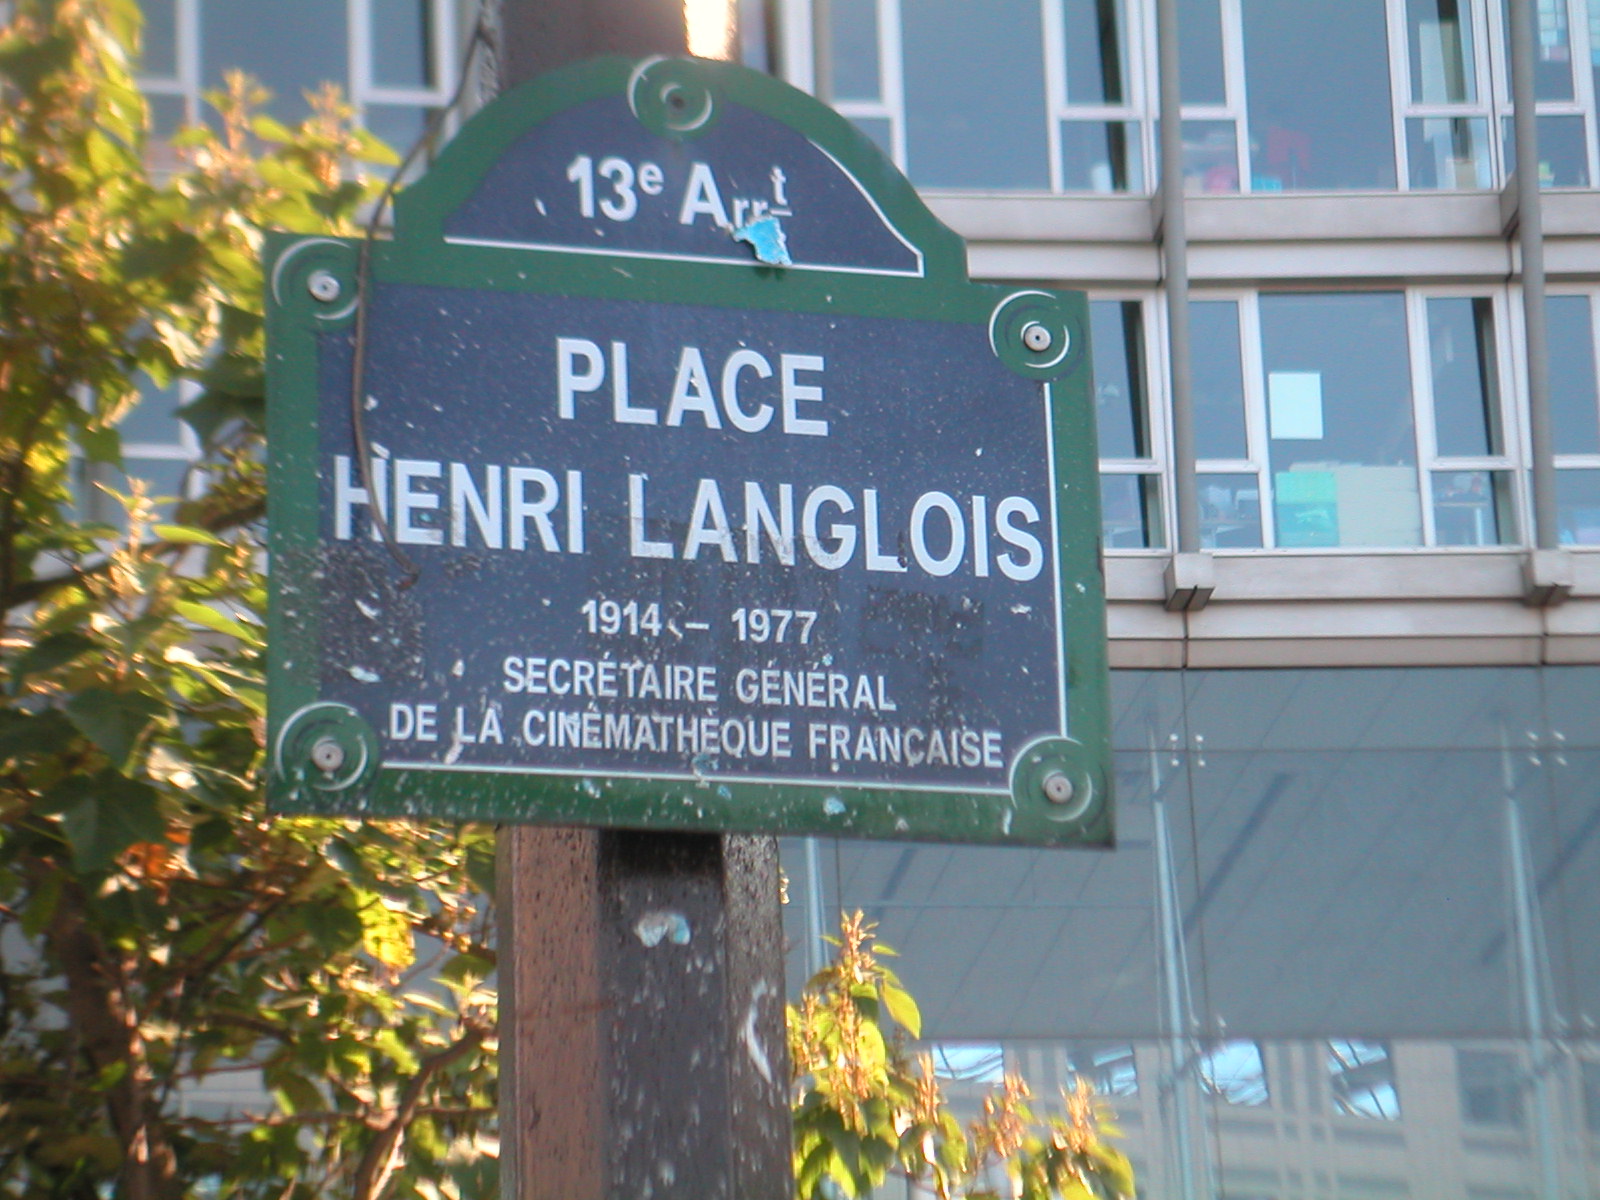 13e Arrt
PLACE
HENRI LANGLOIS
1914 – 1977
SECRÉTAIRE GÉNÉRAL
DE LA CINÉMATHÈQUE FRANÇAISE